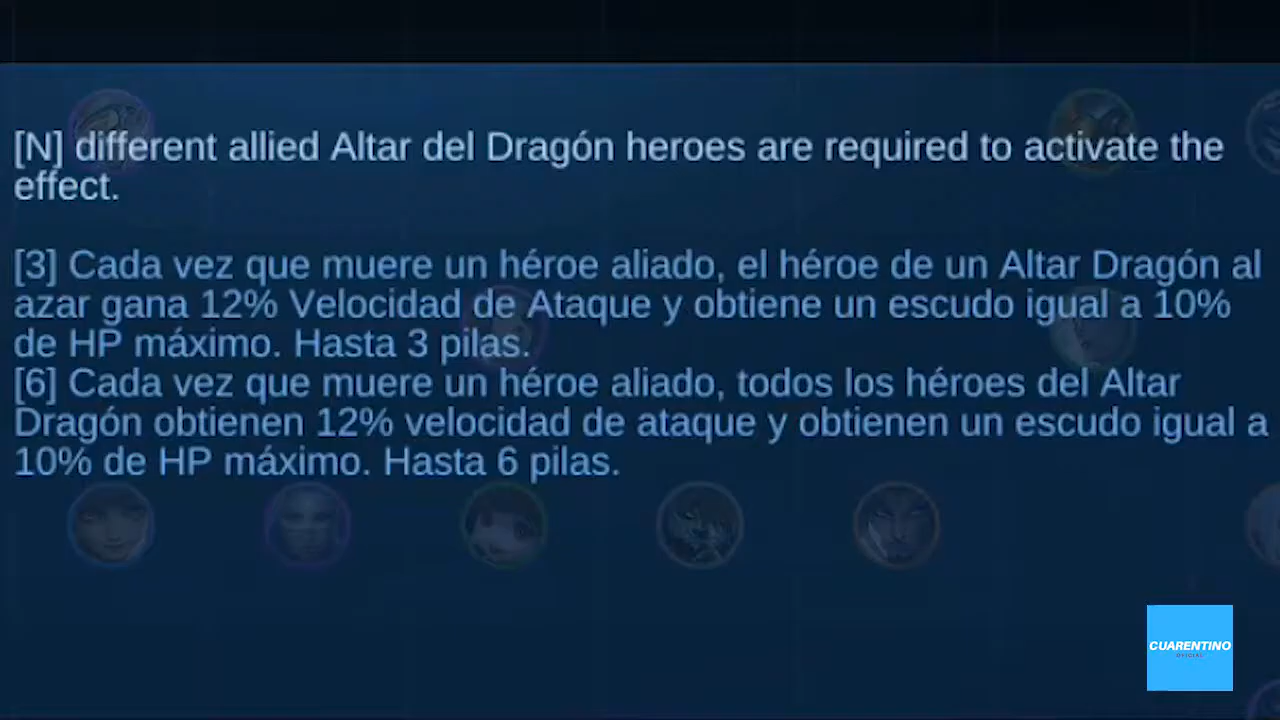 [N] different allied Altar del Dragón heroes are required to activate the
effect.
[3] Cada vez que muere un héroe aliado, el héroe de un Altar Dragón al
azar gana 12% Velocidad de Ataque y obtiene un escudo igual a 10%
de HP máximo. Hasta 3 pilas.
[6] Cada vez que muere un héroe aliado, todos los héroes del Altar
Dragón obtienen 12% velocidad de ataque y obtienen un escudo igual a
10% de HP máximo. Hasta 6 pilas.
CUARENTINO
OFICIAL